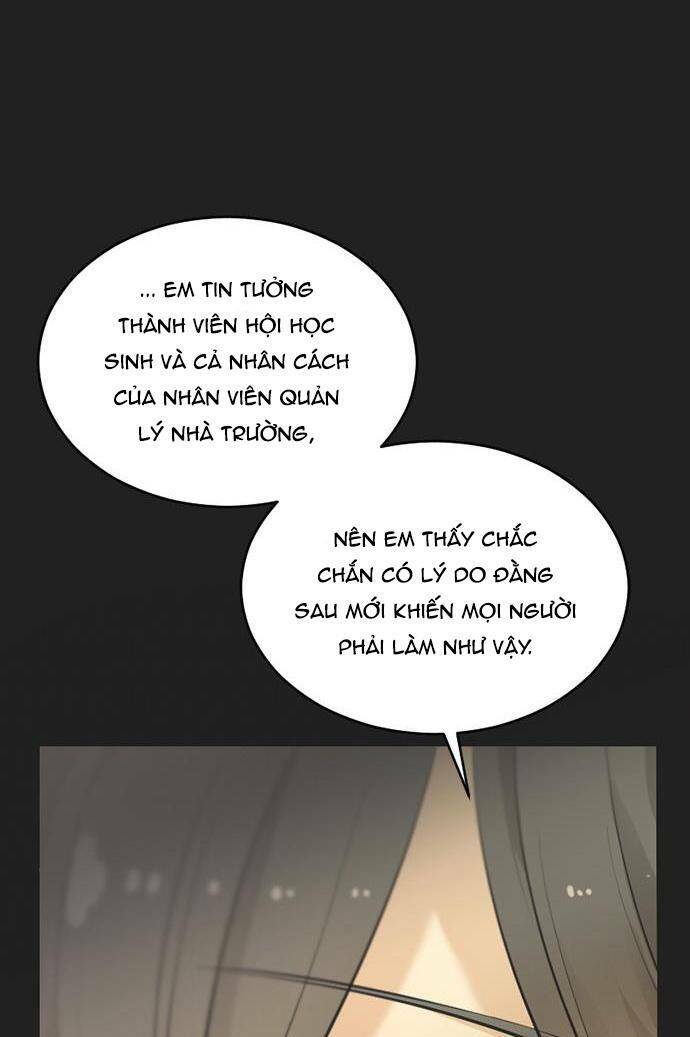 ... EM TIN TƯỞNG
THÀNH VIÊN HỘI HỌC
SINH VÀ CẢ NHÂN CÁCH
CỦA NHÂN VIÊN QUẢN
LÝ NHÀ TRƯỜNG,
NÊN EM THẤY CHẮC
CHẮN CÓ LÝ DO ĐẰNG
SAU MỚI KHIẾN MỌI NGƯỜI
PHẢI LÀM NHƯ VẬY.